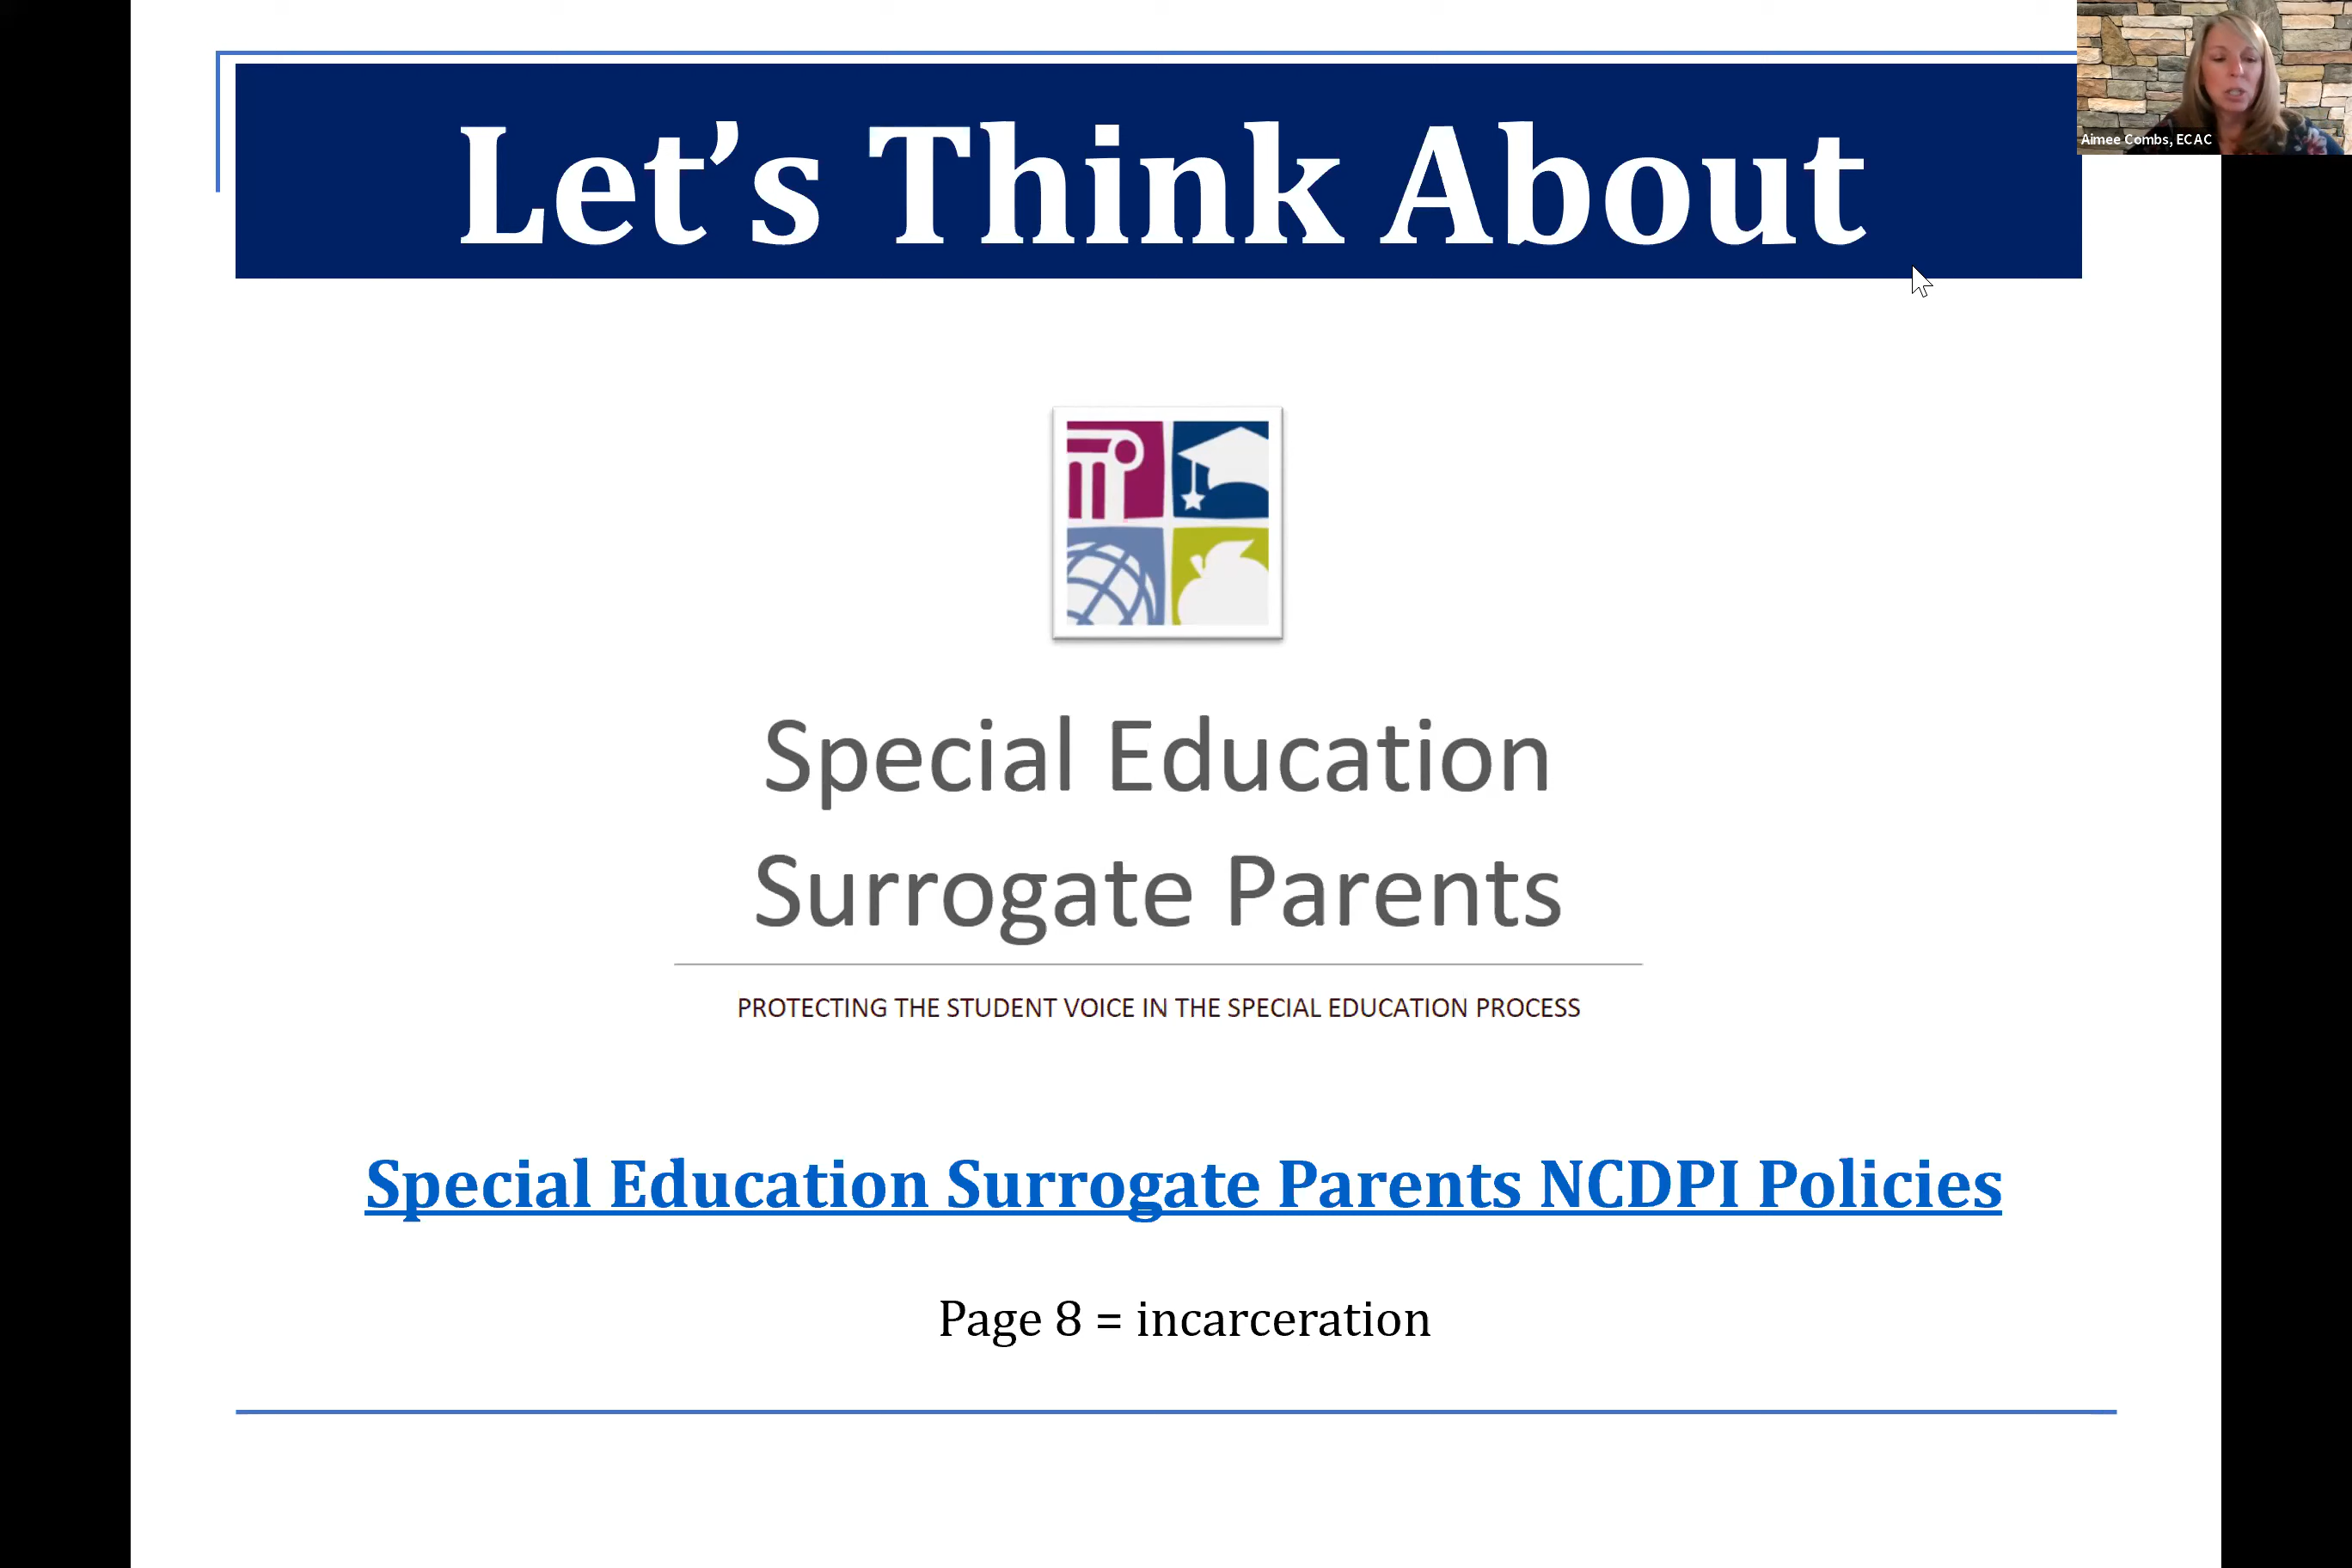 Let’s Think About
Aimee Combs, ECAC
Special Education
Surrogate Parents
PROTECTING THE STUDENT VOICE IN THE SPECIAL EDUCATION PROCESS
Special Education Surrogate Parents NCDPI Policies
Page 8 = incarceration